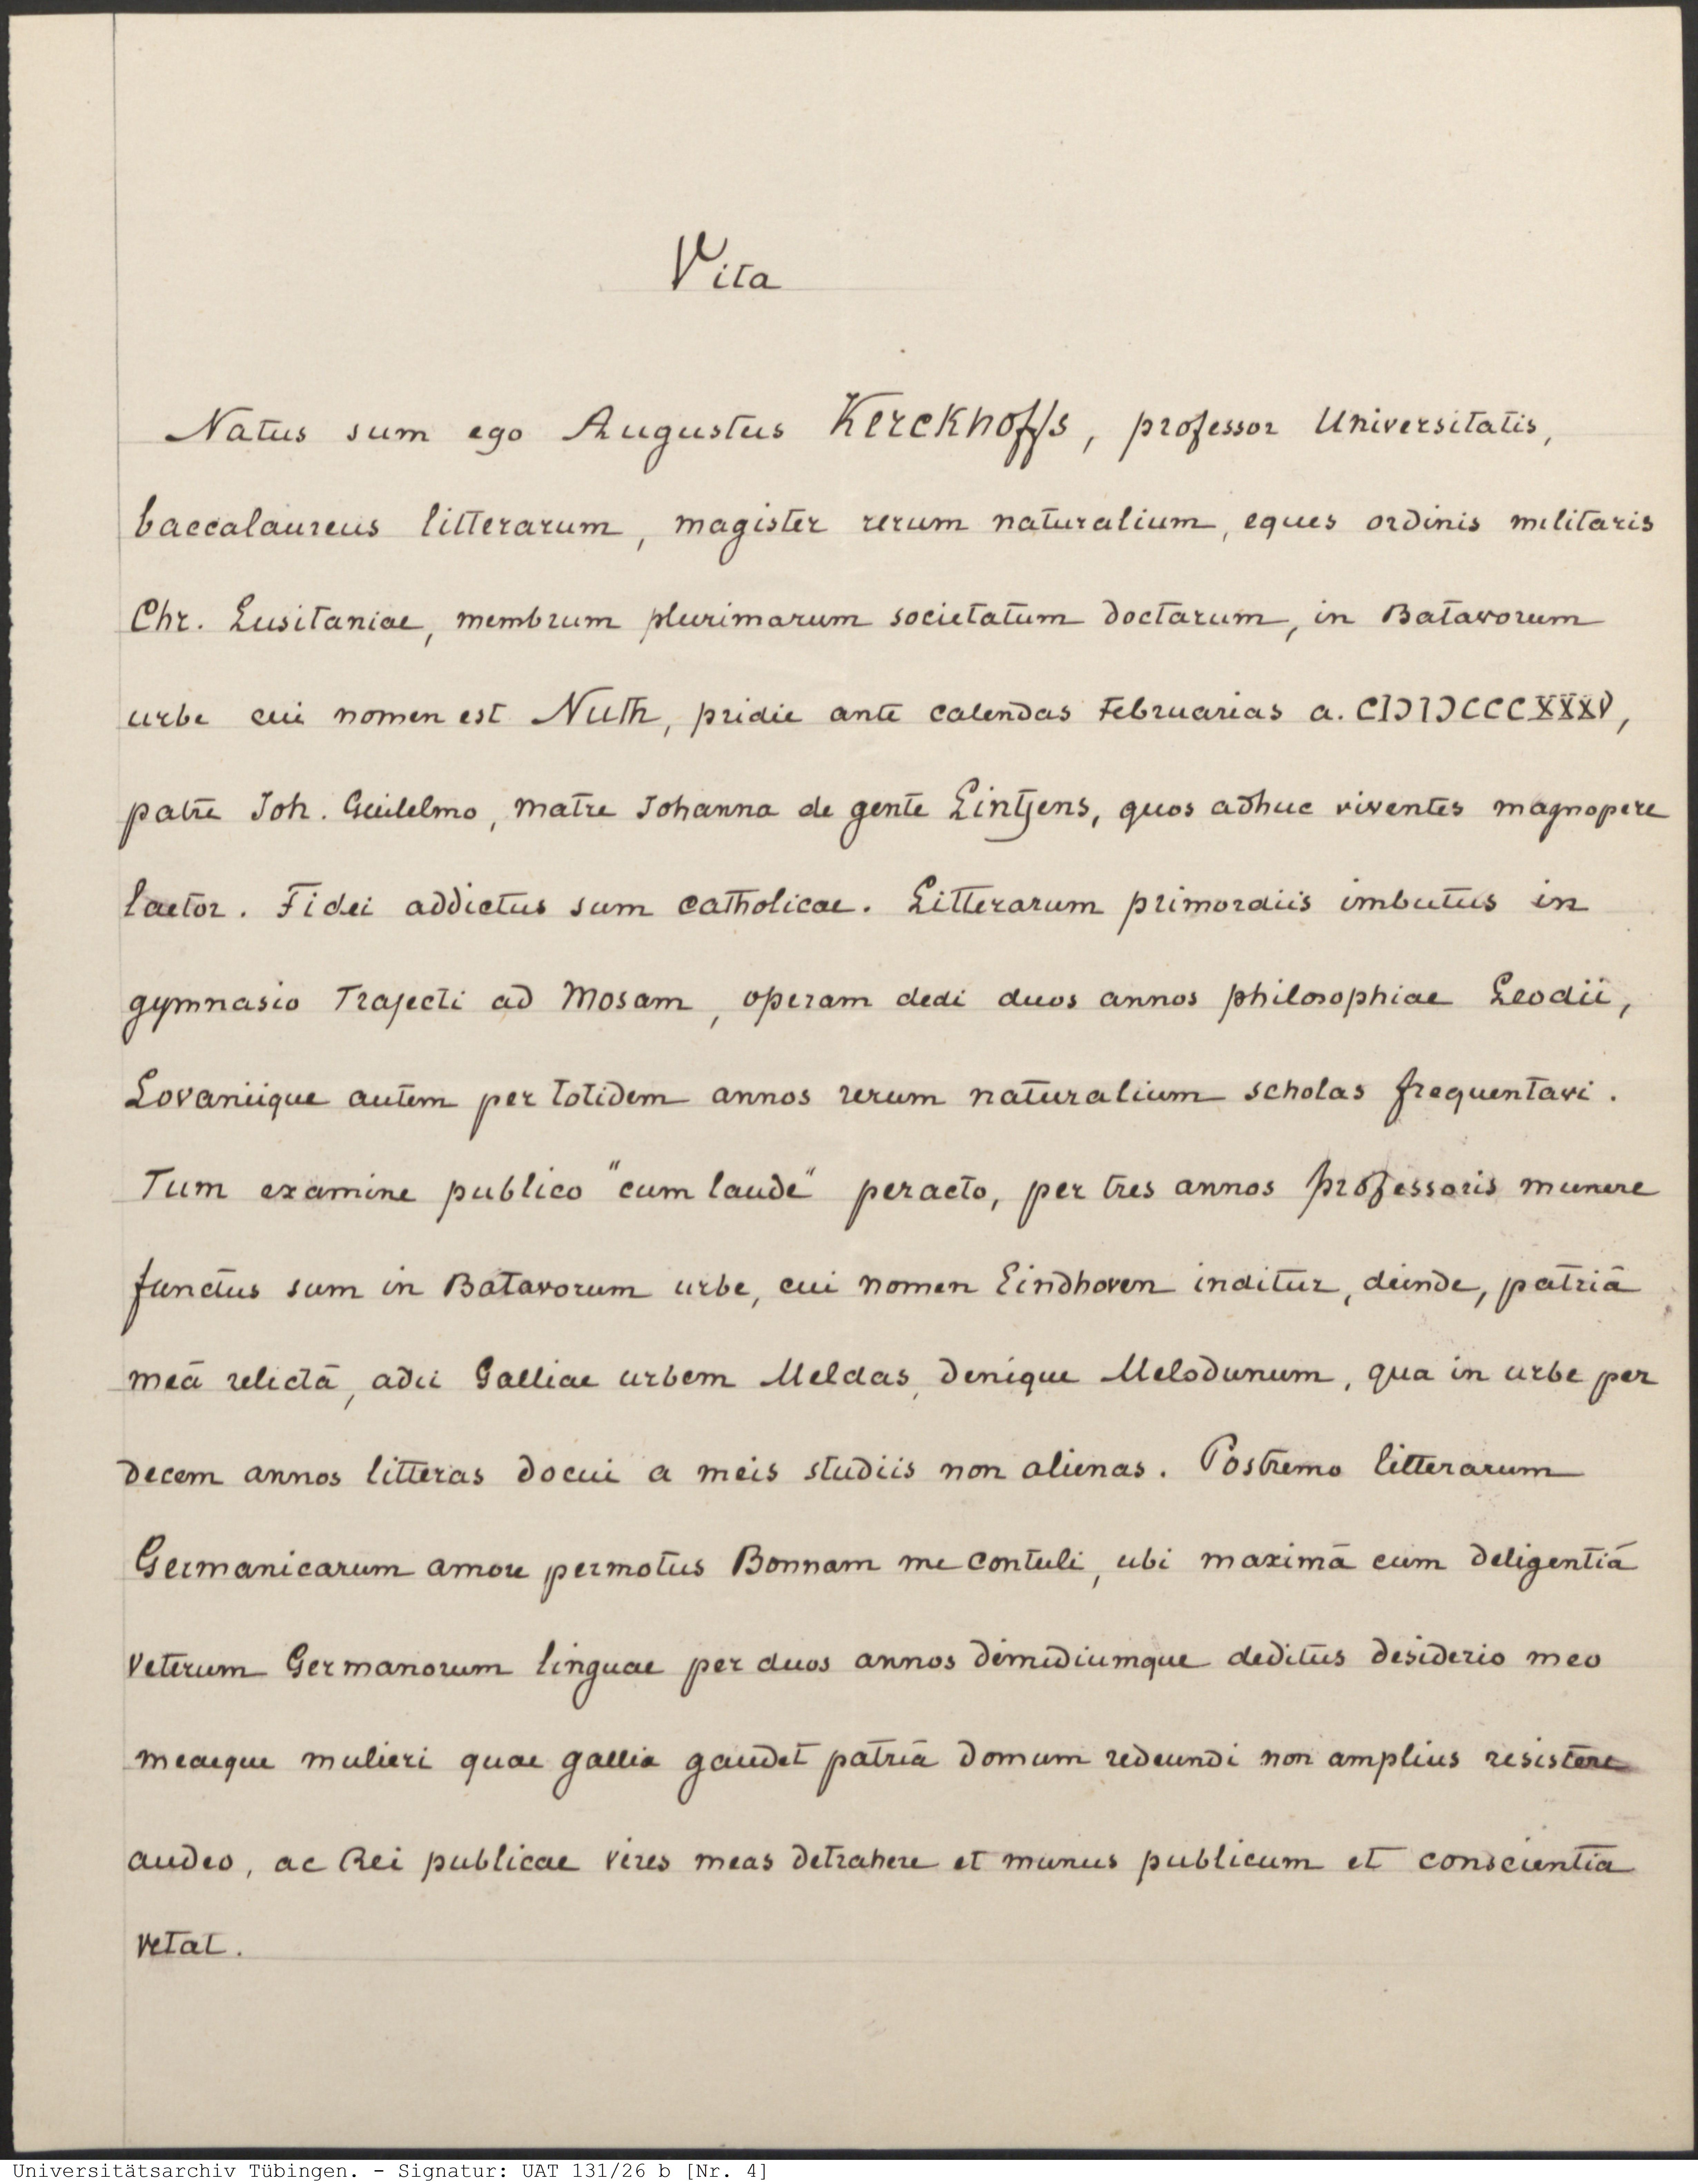 Vita
Natus sum ego Augustus Kerckhoffs, professor Universitatis,
baccalaureus litterarum, magister rerum naturalium, eques ordinis militaris
Chr. Lusitaniae, membrum plurimarum societatum doctarum, in Batavorum
urbe cui nomen est Nuth, pridie ante calendas Februarias a. CIƆIƆCCCXXXV,
patre Joh. Guilelmo, matre Johanna de gente Lintjens, quos adhuc viventes magnopere
laetor. Fidei addictus sum catholicae. Litterarum primordiis imbutus in
gymnasio Trajecti ad Mosam, operam dedi duos annos philosophiae Leodii,
Lovaniique autem per totidem annos rerum naturalium scholas frequentavi.
Tum examine publico "cum laude" peracto, per tres annos professoris munere
functus sum in Batavorum urbe, cui nomen Eindhoven inditur, deinde, patriā
meā relictā, adii Galliae urbem Meldas, denique Melodunum, qua in urbe per
decem annos litteras docui a meis studiis non alienas. Postremo litterarum
Germanicarum amore permotus Bonnam me contuli, ubi maximā cum deligentiā
veterum Germanorum linguae per duos annos dimidiumque deditus desiderio meo
meaeque mulieri quae gallia gaudet patriā domum redeundi non amplius resistere
audeo, ac Rei publicae vires meas detrahere et munus publicum et conscientia
vetat.
Universitätsarchiv Tübingen. - Signatur: UAT 131/26 b [Nr. 4]